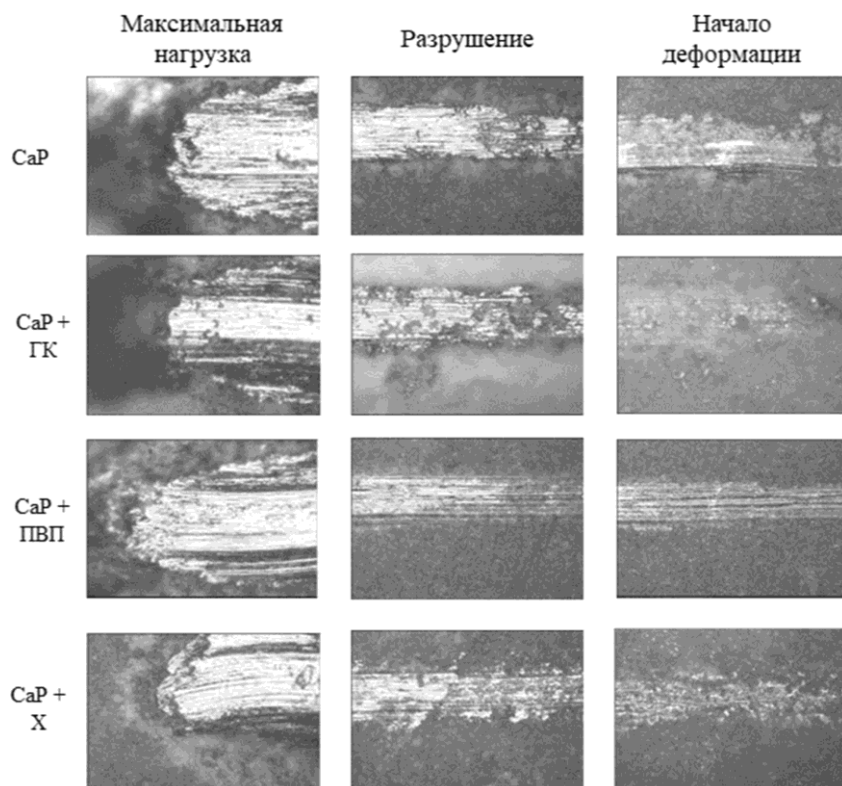 Максимальная
нагрузка
Разрушение
Начало
деформации
CaP
CaP +
ГК
CaP +
ПВП
CaP +
Х